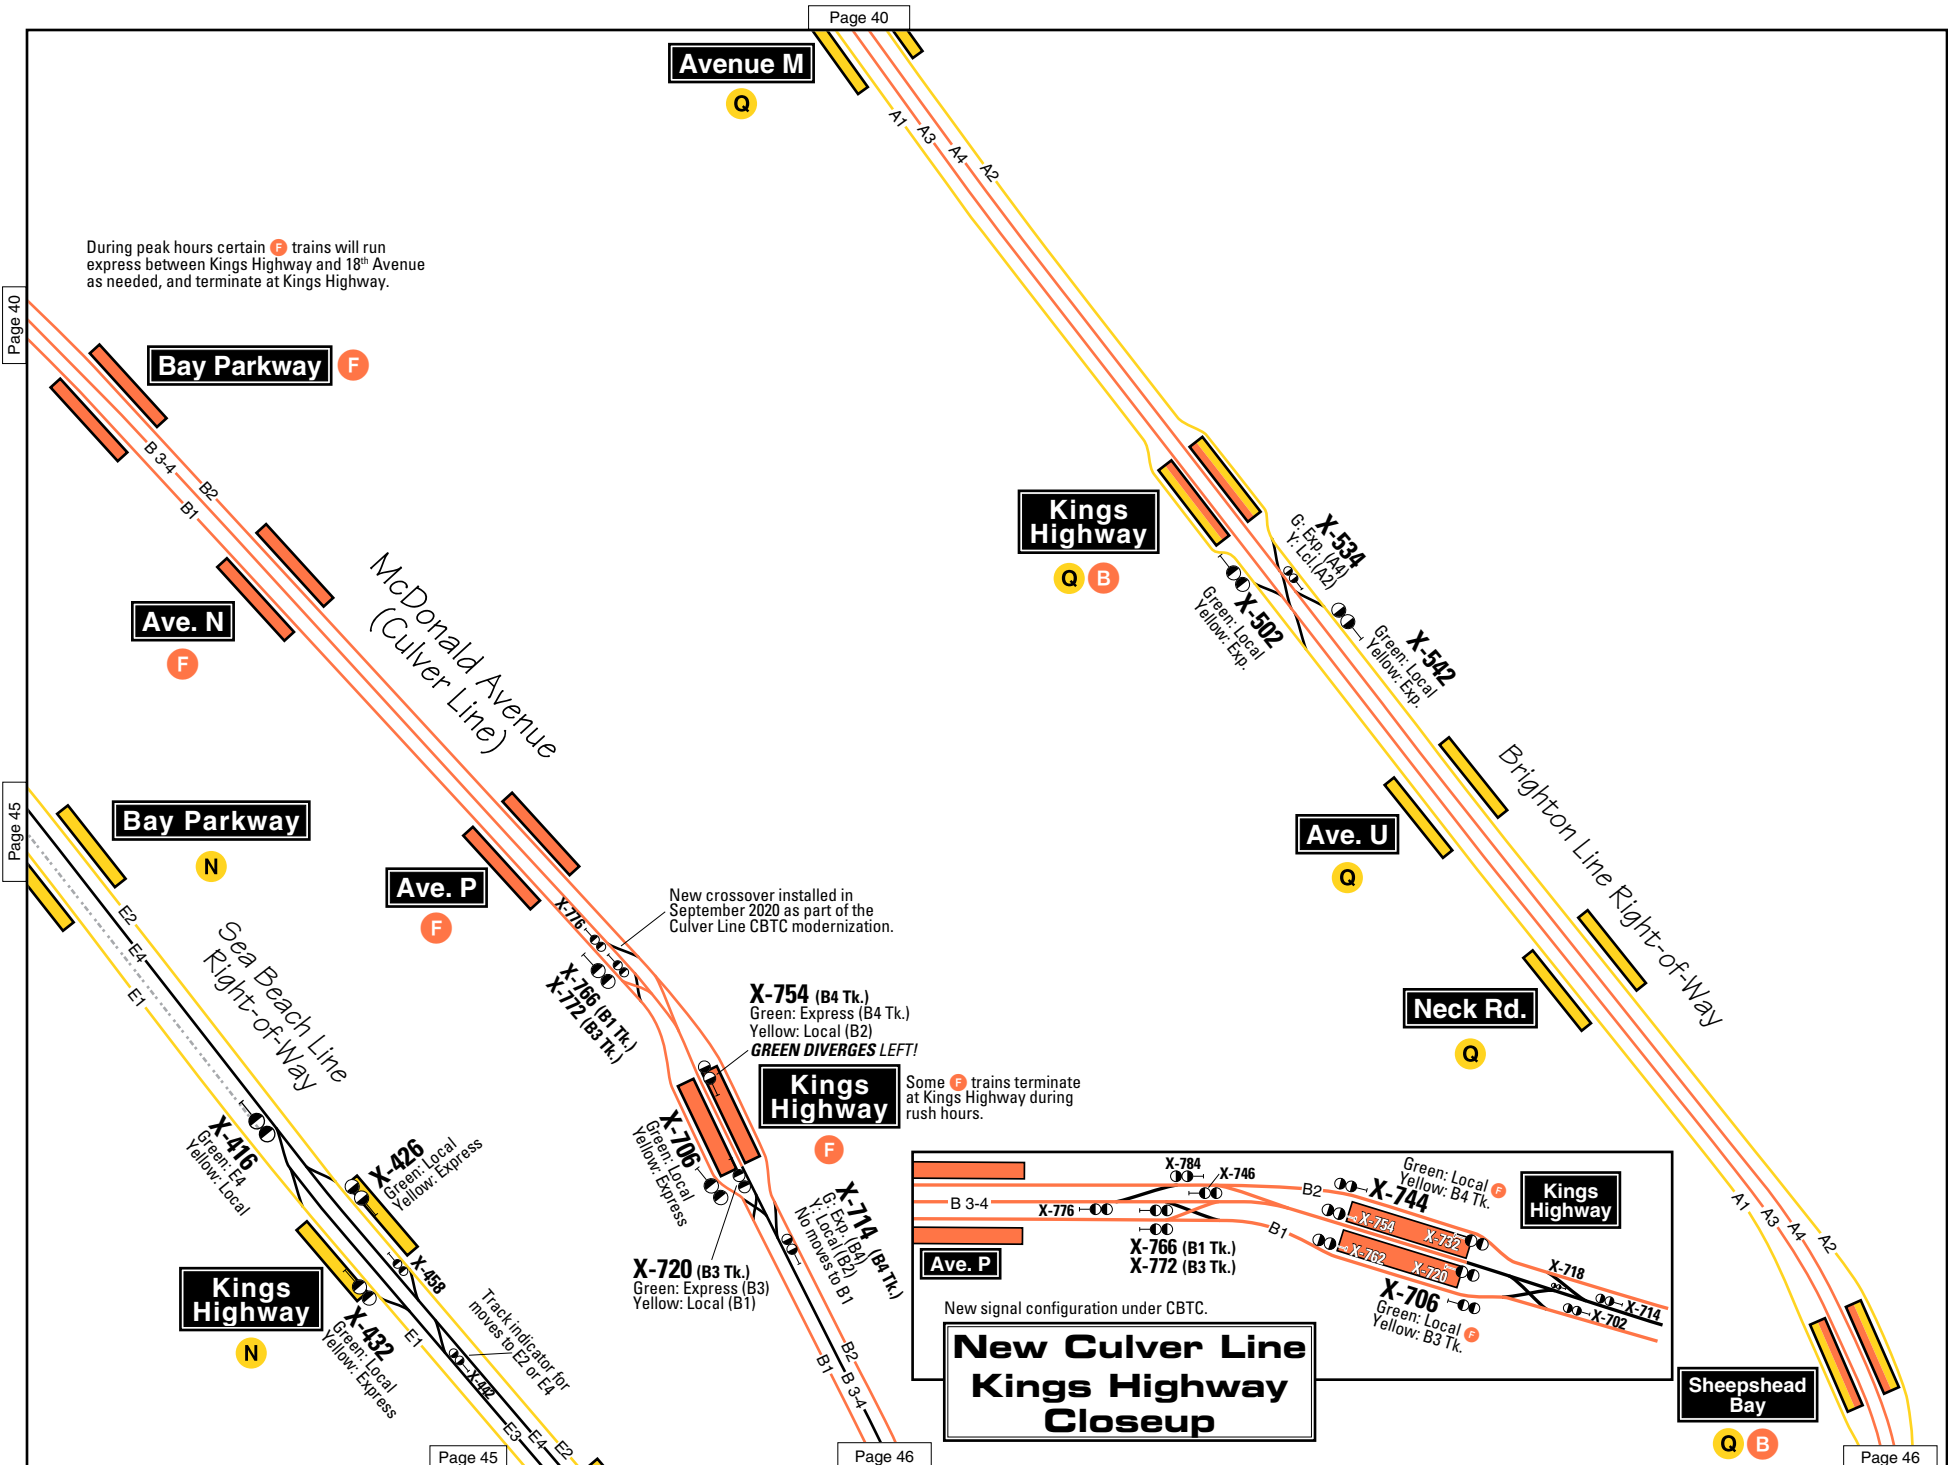 Page 40
Avenue M
Q
A1
A3
A4
A2
During peak hours certain F trains will run
express between Kings Highway and 18th Avenue
as needed, and terminate at Kings Highway.
Page 40
Bay Parkway
F
B 3-4
B2
B1
Ave. N
F
McDonald Avenue
(Culver Line)
Kings
Highway
Q B
X-534
G: Exp. (A4)
Y: Lcl.(A2)
X-502
Green: Local
Yellow: Exp.
X-542
Green: Local
Yellow: Exp.
Brighton Line Right-of-Way
Ave. U
Q
Neck Rd.
Q
Page 45
Bay Parkway
N
E2
E4
E1
Sea Beach Line
Right-of-Way
Ave. P
F
X-776
New crossover installed in
September 2020 as part of the
Culver Line CBTC modernization.
X-766 (B1 Tk.)
X-772 (B3 Tk.)
X-754 (B4 Tk.)
Green: Express (B4 Tk.)
Yellow: Local (B2)
GREEN DIVERGES LEFT!
Kings
Highway
F
Some F trains terminate
at Kings Highway during
rush hours.
X-706
Green: Local
Yellow: Express
X-714 (B4 Tk.)
G: Exp. (B4)
Y: Local (B2)
No moves to B1
X-720 (B3 Tk.)
Green: Express (B3)
Yellow: Local (B1)
B2
B 3-4
B1
X-416
Green: E4
Yellow: Local
X-426
Green: Local
Yellow: Express
X-458
Kings
Highway
N
X-432
Green: Local
Yellow: Express
Track indicator for
moves to E2 or E4
X-442
E1
E3
E4
E2
Page 45
Page 46
X-784
X-746
B2
B 3-4
X-776
X-766 (B1 Tk.)
X-772 (B3 Tk.)
B1
Ave. P
Green: Local F
Yellow: B4 Tk.
X-744
Kings
Highway
X-754
X-732
X-762
X-720
X-706
Green: Local F
Yellow: B3 Tk.
X-718
X-714
X-702
New signal configuration under CBTC.
New Culver Line
Kings Highway
Closeup
A1
A3
A4
A2
Sheepshead
Bay
Q B
Page 46